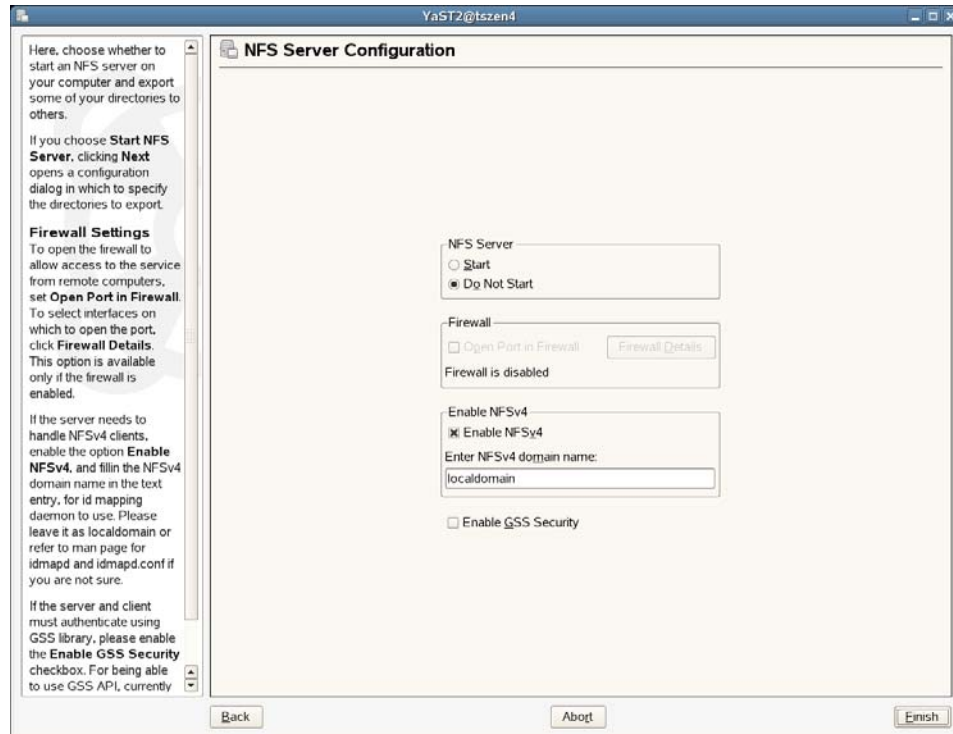 YaST2@tszen4
Here, choose whether to
start an NFS server on
your computer and export
some of your directories to
others.
If you choose Start NFS
Server, clicking Next
opens a configuration
dialog in which to specify
the directories to export.
Firewall Settings
To open the firewall to
allow access to the service
from remote computers,
set Open Port in Firewall.
To select interfaces on
which to open the port,
click Firewall Details.
This option is available
only if the firewall is
enabled.
If the server needs to
handle NFSv4 clients,
enable the option Enable
NFSv4, and fillin the NFSv4
domain name in the text
entry, for id mapping
daemon to use. Please
leave it as localdomain or
refer to man page for
idmapd and idmapd.conf if
you are not sure.
If the server and client
must authenticate using
GSS library, please enable
the Enable GSS Security
checkbox. For being able
to use GSS API, currently
NFS Server Configuration
NFS Server
Start
Do Not Start
Firewall
Open Port in Firewall
Firewall Details
Firewall is disabled
Enable NFSv4
Enable NFSv4
Enter NFSv4 domain name:
localdomain
Enable GSS Security
Back
Abort
Finish